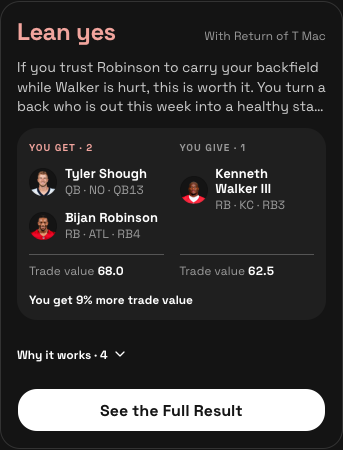 Lean yes
With Return of T Mac
If you trust Robinson to carry your backfield
while Walker is hurt, this is worth it. You turn a
back who is out this week into a healthy sta...
YOU GET · 2
Tyler Shough
QB · NO · QB13
Bijan Robinson
RB · ATL · RB4
Trade value 68.0
YOU GIVE · 1
Kenneth
Walker III
RB · KC · RB3
Trade value 62.5
You get 9% more trade value
Why it works · 4
See the Full Result